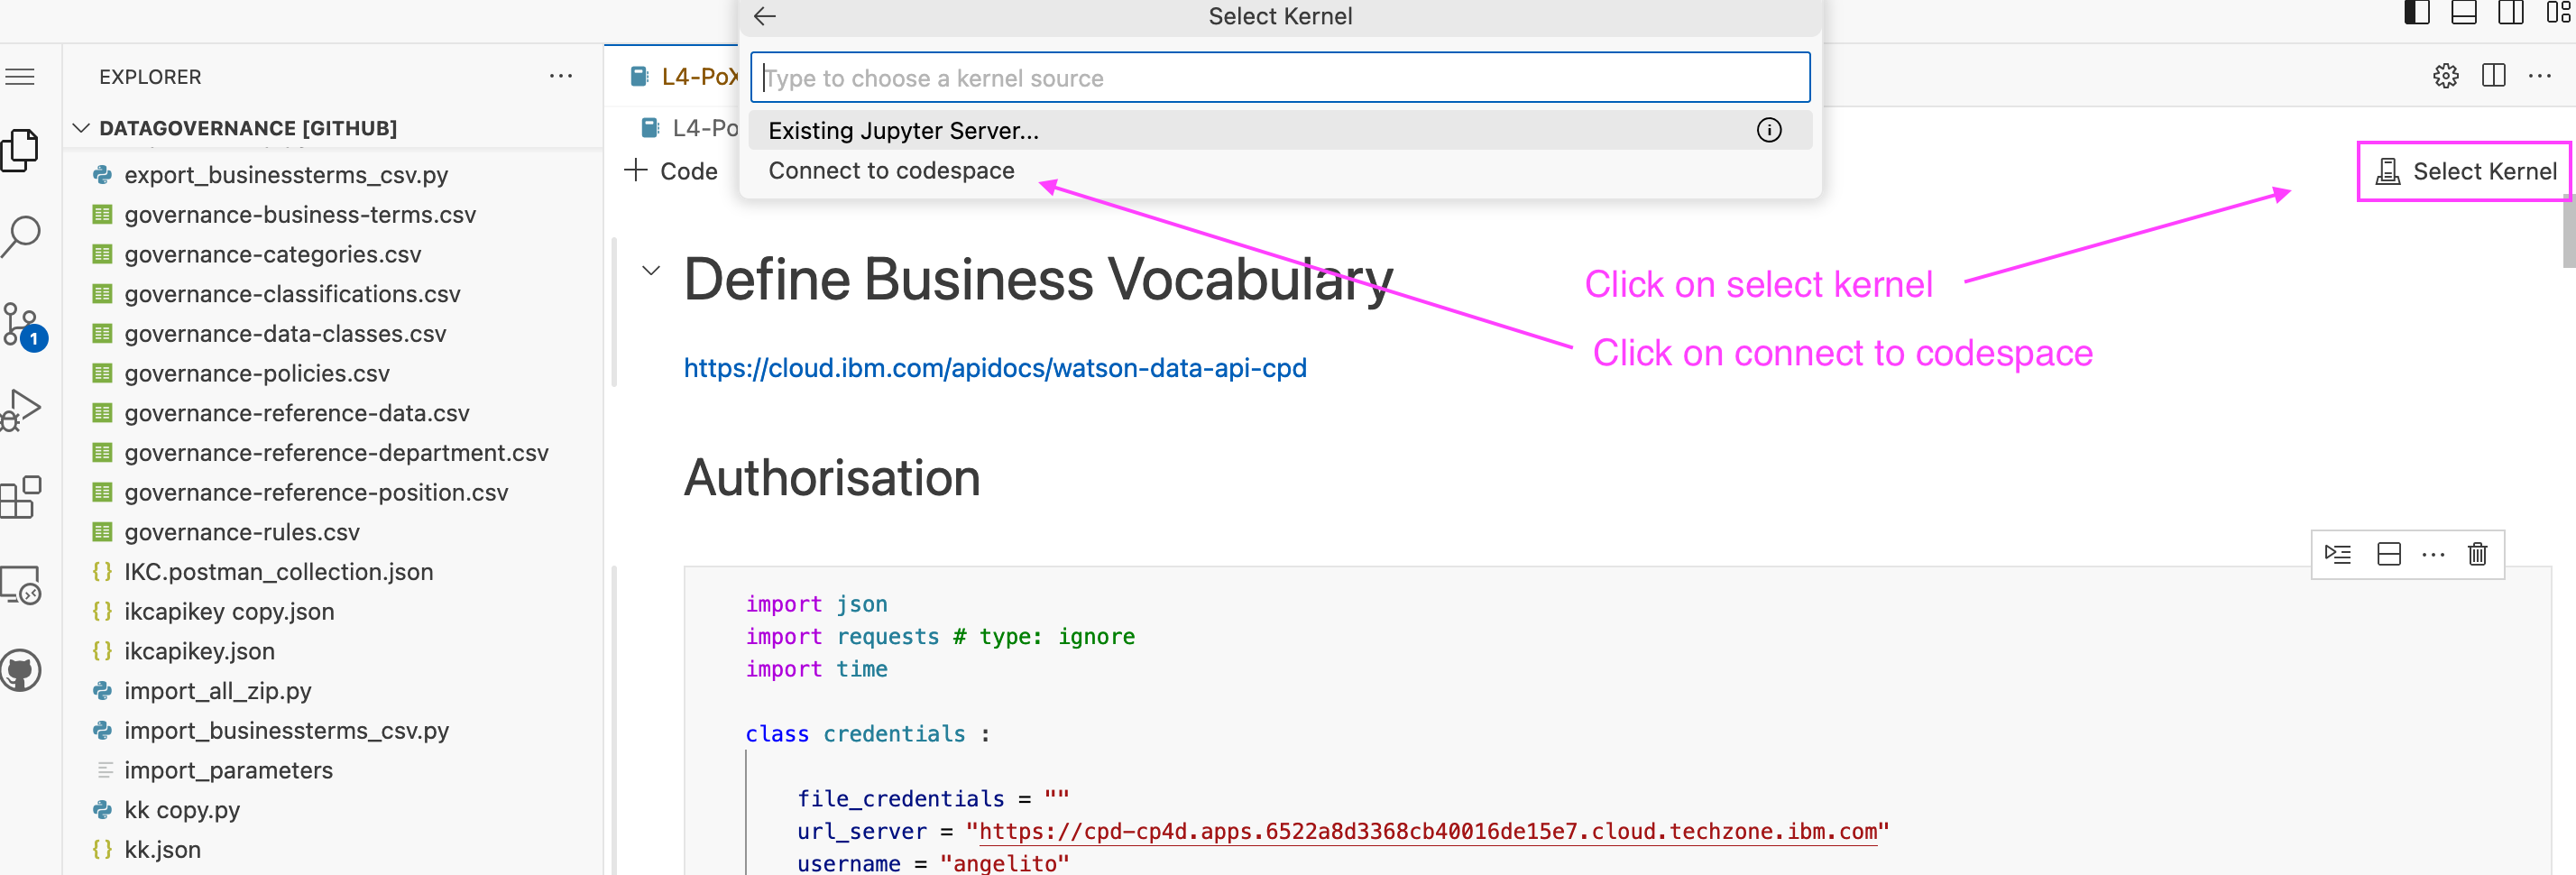 Select Kernel
Type to choose a kernel source
Existing Jupyter Server...
Connect to codespace
EXPLORER
DATAGOVERNANCE [GITHUB]
export_businessterms_csv.py
governance-business-terms.csv
governance-categories.csv
governance-classifications.csv
governance-data-classes.csv
governance-policies.csv
governance-reference-data.csv
governance-reference-department.csv
governance-reference-position.csv
governance-rules.csv
IKC.postman_collection.json
ikcapikey copy.json
ikcapikey.json
import_all_zip.py
import_businessterms_csv.py
import_parameters
kk copy.py
kk.json
1
L4-PoX
L4-Po
Code
Select Kernel
Click on select kernel
Click on connect to codespace
Define Business Vocabulary
https://cloud.ibm.com/apidocs/watson-data-api-cpd
Authorisation
import json
import requests # type: ignore
import time
class credentials :
file_credentials = ""
url_server = "https://cpd-cp4d.apps.6522a8d3368cb40016de15e7.cloud.techzone.ibm.com"
username = "angelito"